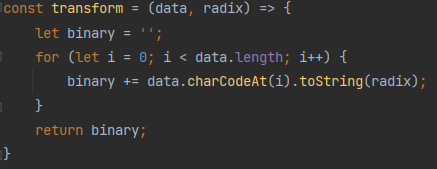 const transform = (data, radix) => {
    let binary = '';
    for (let i = 0; i < data.length; i++) {
        binary += data.charCodeAt(i).toString(radix);
    }
    return binary;
}